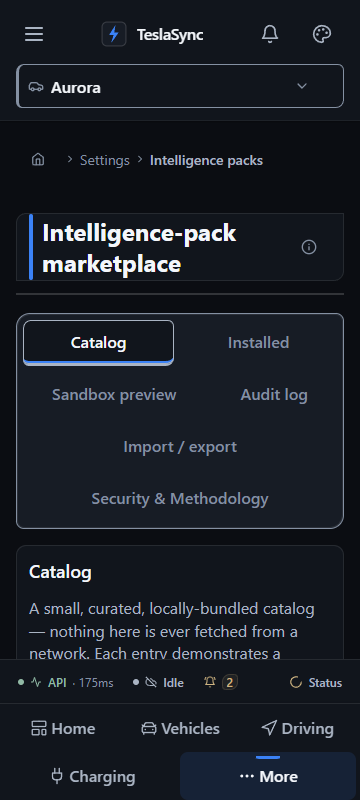 TeslaSync
Aurora
Settings
Intelligence packs
Intelligence-pack
marketplace
Catalog
Installed
Sandbox preview
Audit log
Import / export
Security & Methodology
Catalog
A small, curated, locally-bundled catalog
— nothing here is ever fetched from a
network. Each entry demonstrates a
API · 175ms
Idle
2
Status
Home
Vehicles
Driving
Charging
More